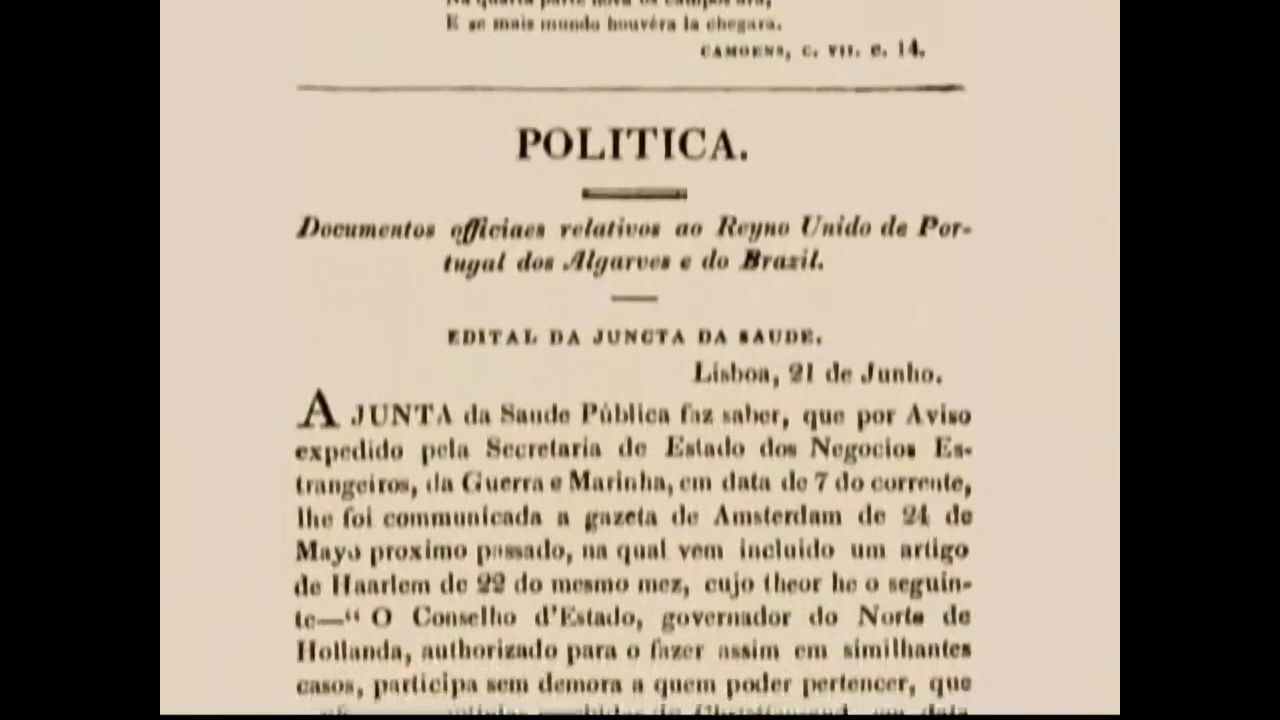 Na quarta parte nova os campos ara,
E se mais mundo houvéra la chegara.
CAMOENS, C. VII. e. 14.
POLITICA.
Documentos officiaes relativos ao Reyno Unido de Por-
tugal dos Algarves e do Brazil.
EDITAL DA JUNCTA DA SAUDE.
Lisboa, 21 de Junho.
A JUNTA da Saude Pública faz saber, que por Aviso
expedido pela Secretaria de Estado dos Negocios Es-
trangeiros, da Guerra e Marinha, em data de 7 do corrente,
lhe foi communicada a gazeta de Amsterdam de 24 de
Mayo proximo passado, na qual vem incluido um artigo
de Haarlem de 22 do mesmo mez, cujo theor he o seguin-
te—“ O Conselho d'Estado, governador do Norte de
Hollanda, authorizado para o fazer assim em similhantes
casos, participa sem demora a quem poder pertencer, que